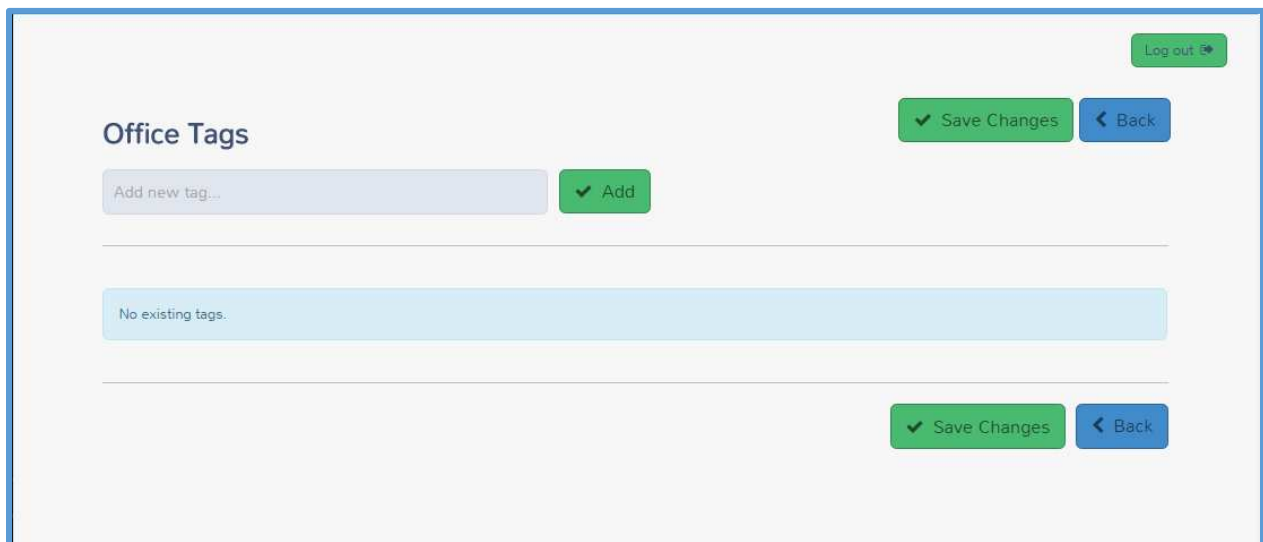 Log out
Save Changes
Back
Office Tags
Add new tag...
Add
No existing tags.
Save Changes
Back